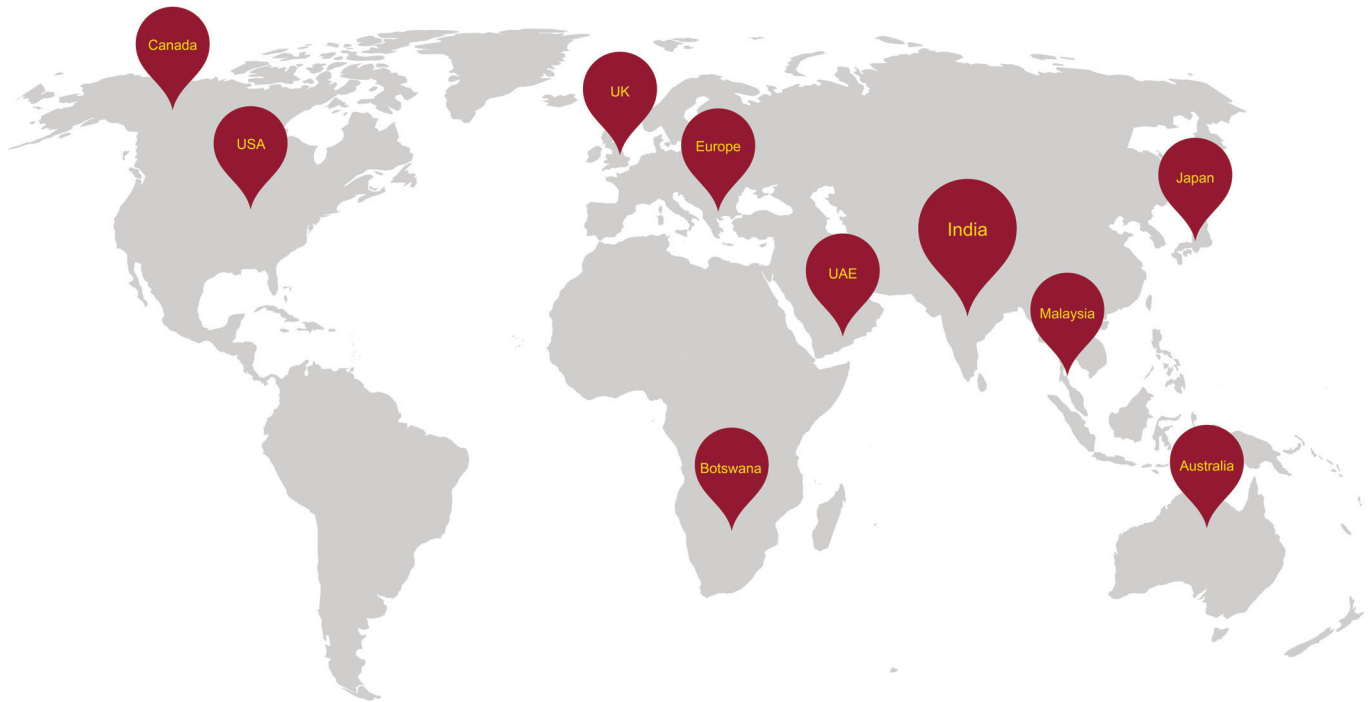 Canada
USA
UK
Europe
Japan
India
UAE
Malaysia
Botswana
Australia